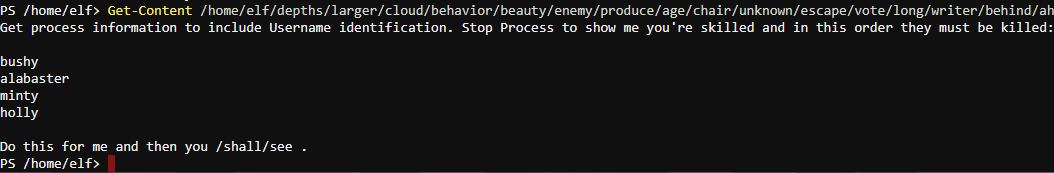 PS /home/elf> Get-Content /home/elf/depths/larger/cloud/behavior/beauty/enemy/produce/age/chair/unknown/escape/vote/long/writer/behind/ah
Get process information to include Username identification. Stop Process to show me you're skilled and in this order they must be killed:
bushy
alabaster
minty
holly
Do this for me and then you /shall/see .
PS /home/elf>